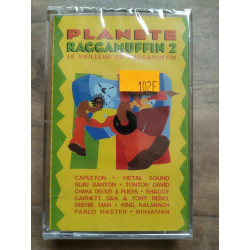 PLANETE
RAGGAMUFFIN 2
LE MEILLEUR DU RAGGAMUFFIN
102F
CAPLETON • METAL SOUND
BUJU BANTON • TONTON DAVID
CHAKA DEMUS & PLIERS • SHAGGY
GARNETT SILK & TONY REBEL
BEENIE MAN • KING KALABASH
PABLO MASTER • NINJAMAN